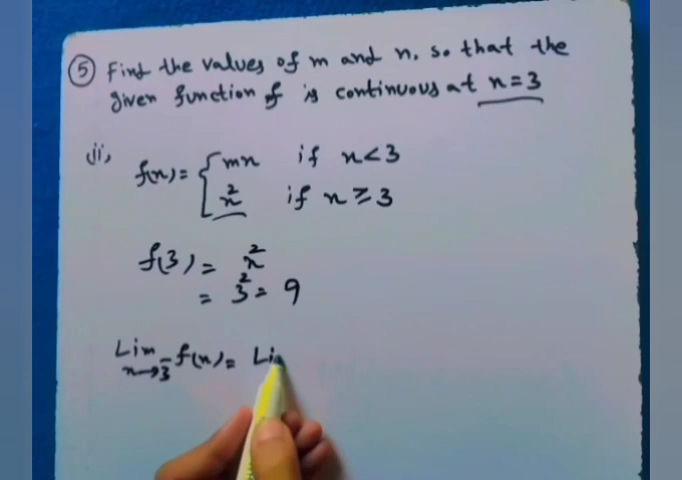 ⑤ Find the values of m and n, so that the
given function f is continuous at x=3
ii,
f(x) = { mx if x<3
x² if x ≥ 3
f(3) = x²
= 3² = 9
Lim x→3⁻ f(x) = Li